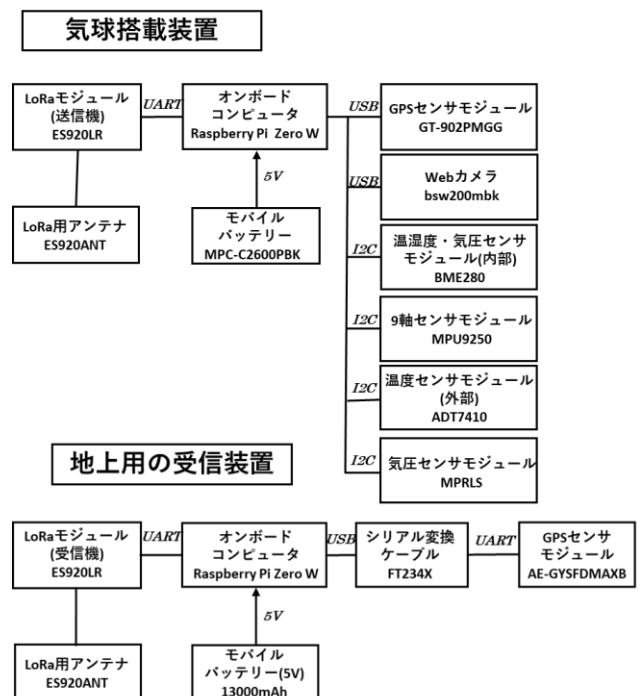 気球搭載装置
LoRaモジュール
(送信機)
ES920LR
UART
オンボード
コンピュータ
Raspberry Pi Zero W
USB
GPSセンサモジュール
GT-902PMGG
USB
Webカメラ
bsw200mbk
5V
LoRa用アンテナ
ES920ANT
モバイル
バッテリー
MPC-C2600PBK
I2C
温湿度・気圧センサ
モジュール(内部)
BME280
I2C
9軸センサモジュール
MPU9250
I2C
温度センサモジュール
(外部)
ADT7410
I2C
気圧センサモジュール
MPRLS
地上用の受信装置
LoRaモジュール
(受信機)
ES920LR
UART
オンボード
コンピュータ
Raspberry Pi Zero W
USB
シリアル変換
ケーブル
FT234X
UART
GPSセンサ
モジュール
AE-GYSFDMAXB
5V
LoRa用アンテナ
ES920ANT
モバイル
バッテリー(5V)
13000mAh